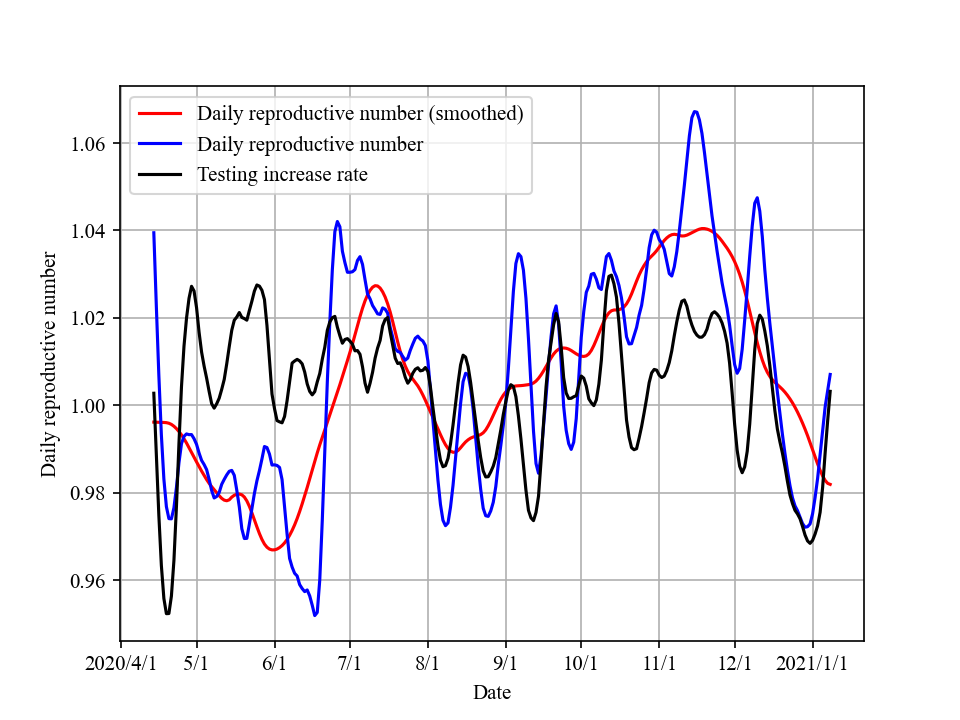 Daily reproductive number (smoothed)
Daily reproductive number
Testing increase rate
1.06
1.04
1.02
1.00
0.98
0.96
Daily reproductive number
2020/4/1 5/1 6/1 7/1 8/1 9/1 10/1 11/1 12/1 2021/1/1
Date